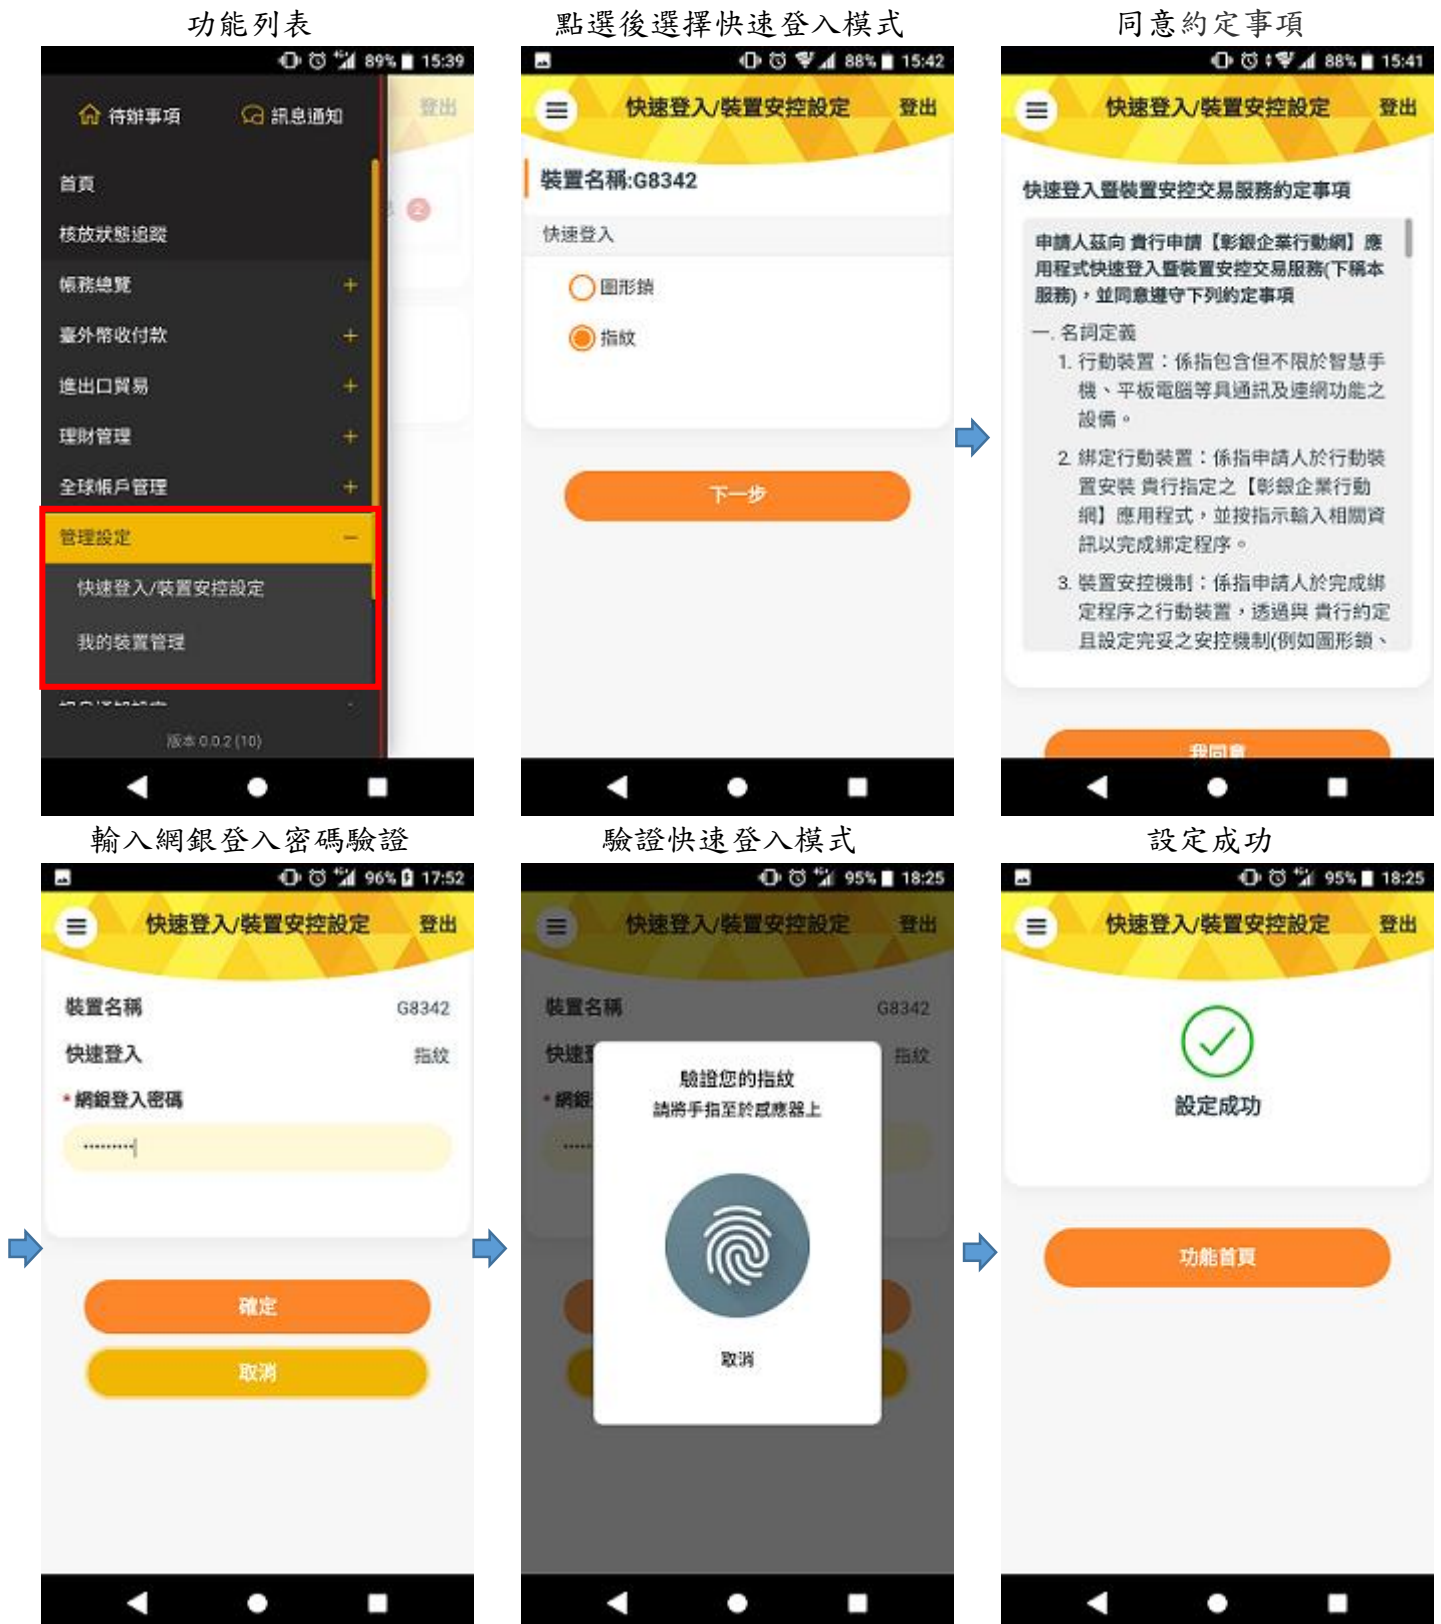 功能列表
89% 15:39
待辦事項 訊息通知
登出
首頁
核放狀態追蹤
2
帳務總覽 +
臺外幣收付款 +
進出口貿易 +
理財管理 +
全球帳戶管理 +
管理設定 −
快速登入/裝置安控設定
我的裝置管理
版本 0.0.2 (10)
點選後選擇快速登入模式
88% 15:42
快速登入/裝置安控設定 登出
裝置名稱:G8342
快速登入
圖形鎖
指紋
下一步
同意約定事項
88% 15:41
快速登入/裝置安控設定 登出
快速登入暨裝置安控交易服務約定事項
申請人茲向 貴行申請【彰銀企業行動網】應
用程式快速登入暨裝置安控交易服務(下稱本
服務)，並同意遵守下列約定事項
一. 名詞定義
1. 行動裝置：係指包含但不限於智慧手
機、平板電腦等具通訊及連網功能之
設備。
2. 綁定行動裝置：係指申請人於行動裝
置安裝 貴行指定之【彰銀企業行動
網】應用程式，並按指示輸入相關資
訊以完成綁定程序。
3. 裝置安控機制：係指申請人於完成綁
定程序之行動裝置，透過與 貴行約定
且設定完妥之安控機制(例如圖形鎖、
我同意
輸入網銀登入密碼驗證
96% 17:52
快速登入/裝置安控設定 登出
裝置名稱 G8342
快速登入 指紋
* 網銀登入密碼
·········
確定
取消
驗證快速登入模式
95% 18:25
快速登入/裝置安控設定 登出
裝置名稱 G8342
快速登 指紋
* 網銀
驗證您的指紋
請將手指至於感應器上
取消
設定成功
95% 18:25
快速登入/裝置安控設定 登出
設定成功
功能首頁